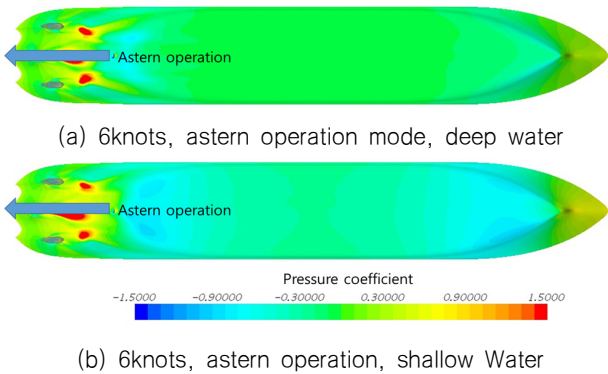 Astern operation
(a) 6knots, astern operation mode, deep water
Astern operation
Pressure coefficient
-1.5000 -0.90000 -0.30000 0.30000 0.90000 1.5000
(b) 6knots, astern operation, shallow Water